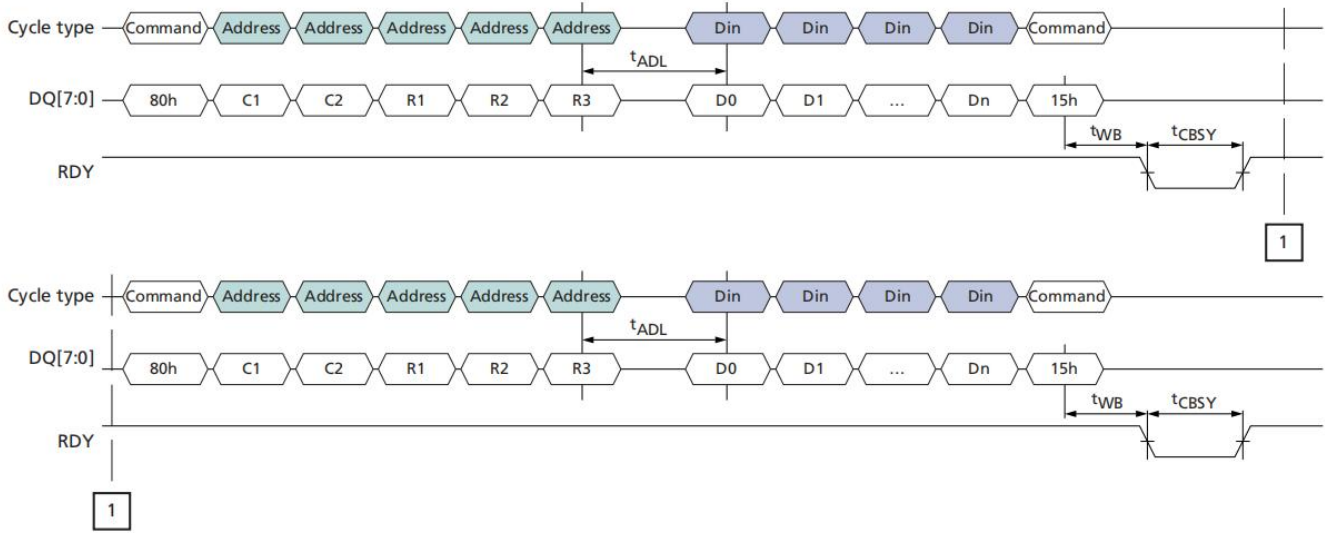 Cycle type Command Address Address Address Address Address Din Din Din Din Command
tADL
DQ[7:0] 80h C1 C2 R1 R2 R3 D0 D1 ... Dn 15h
tWB tCBSY
RDY
1
Cycle type Command Address Address Address Address Address Din Din Din Din Command
tADL
DQ[7:0] 80h C1 C2 R1 R2 R3 D0 D1 ... Dn 15h
tWB tCBSY
RDY
1